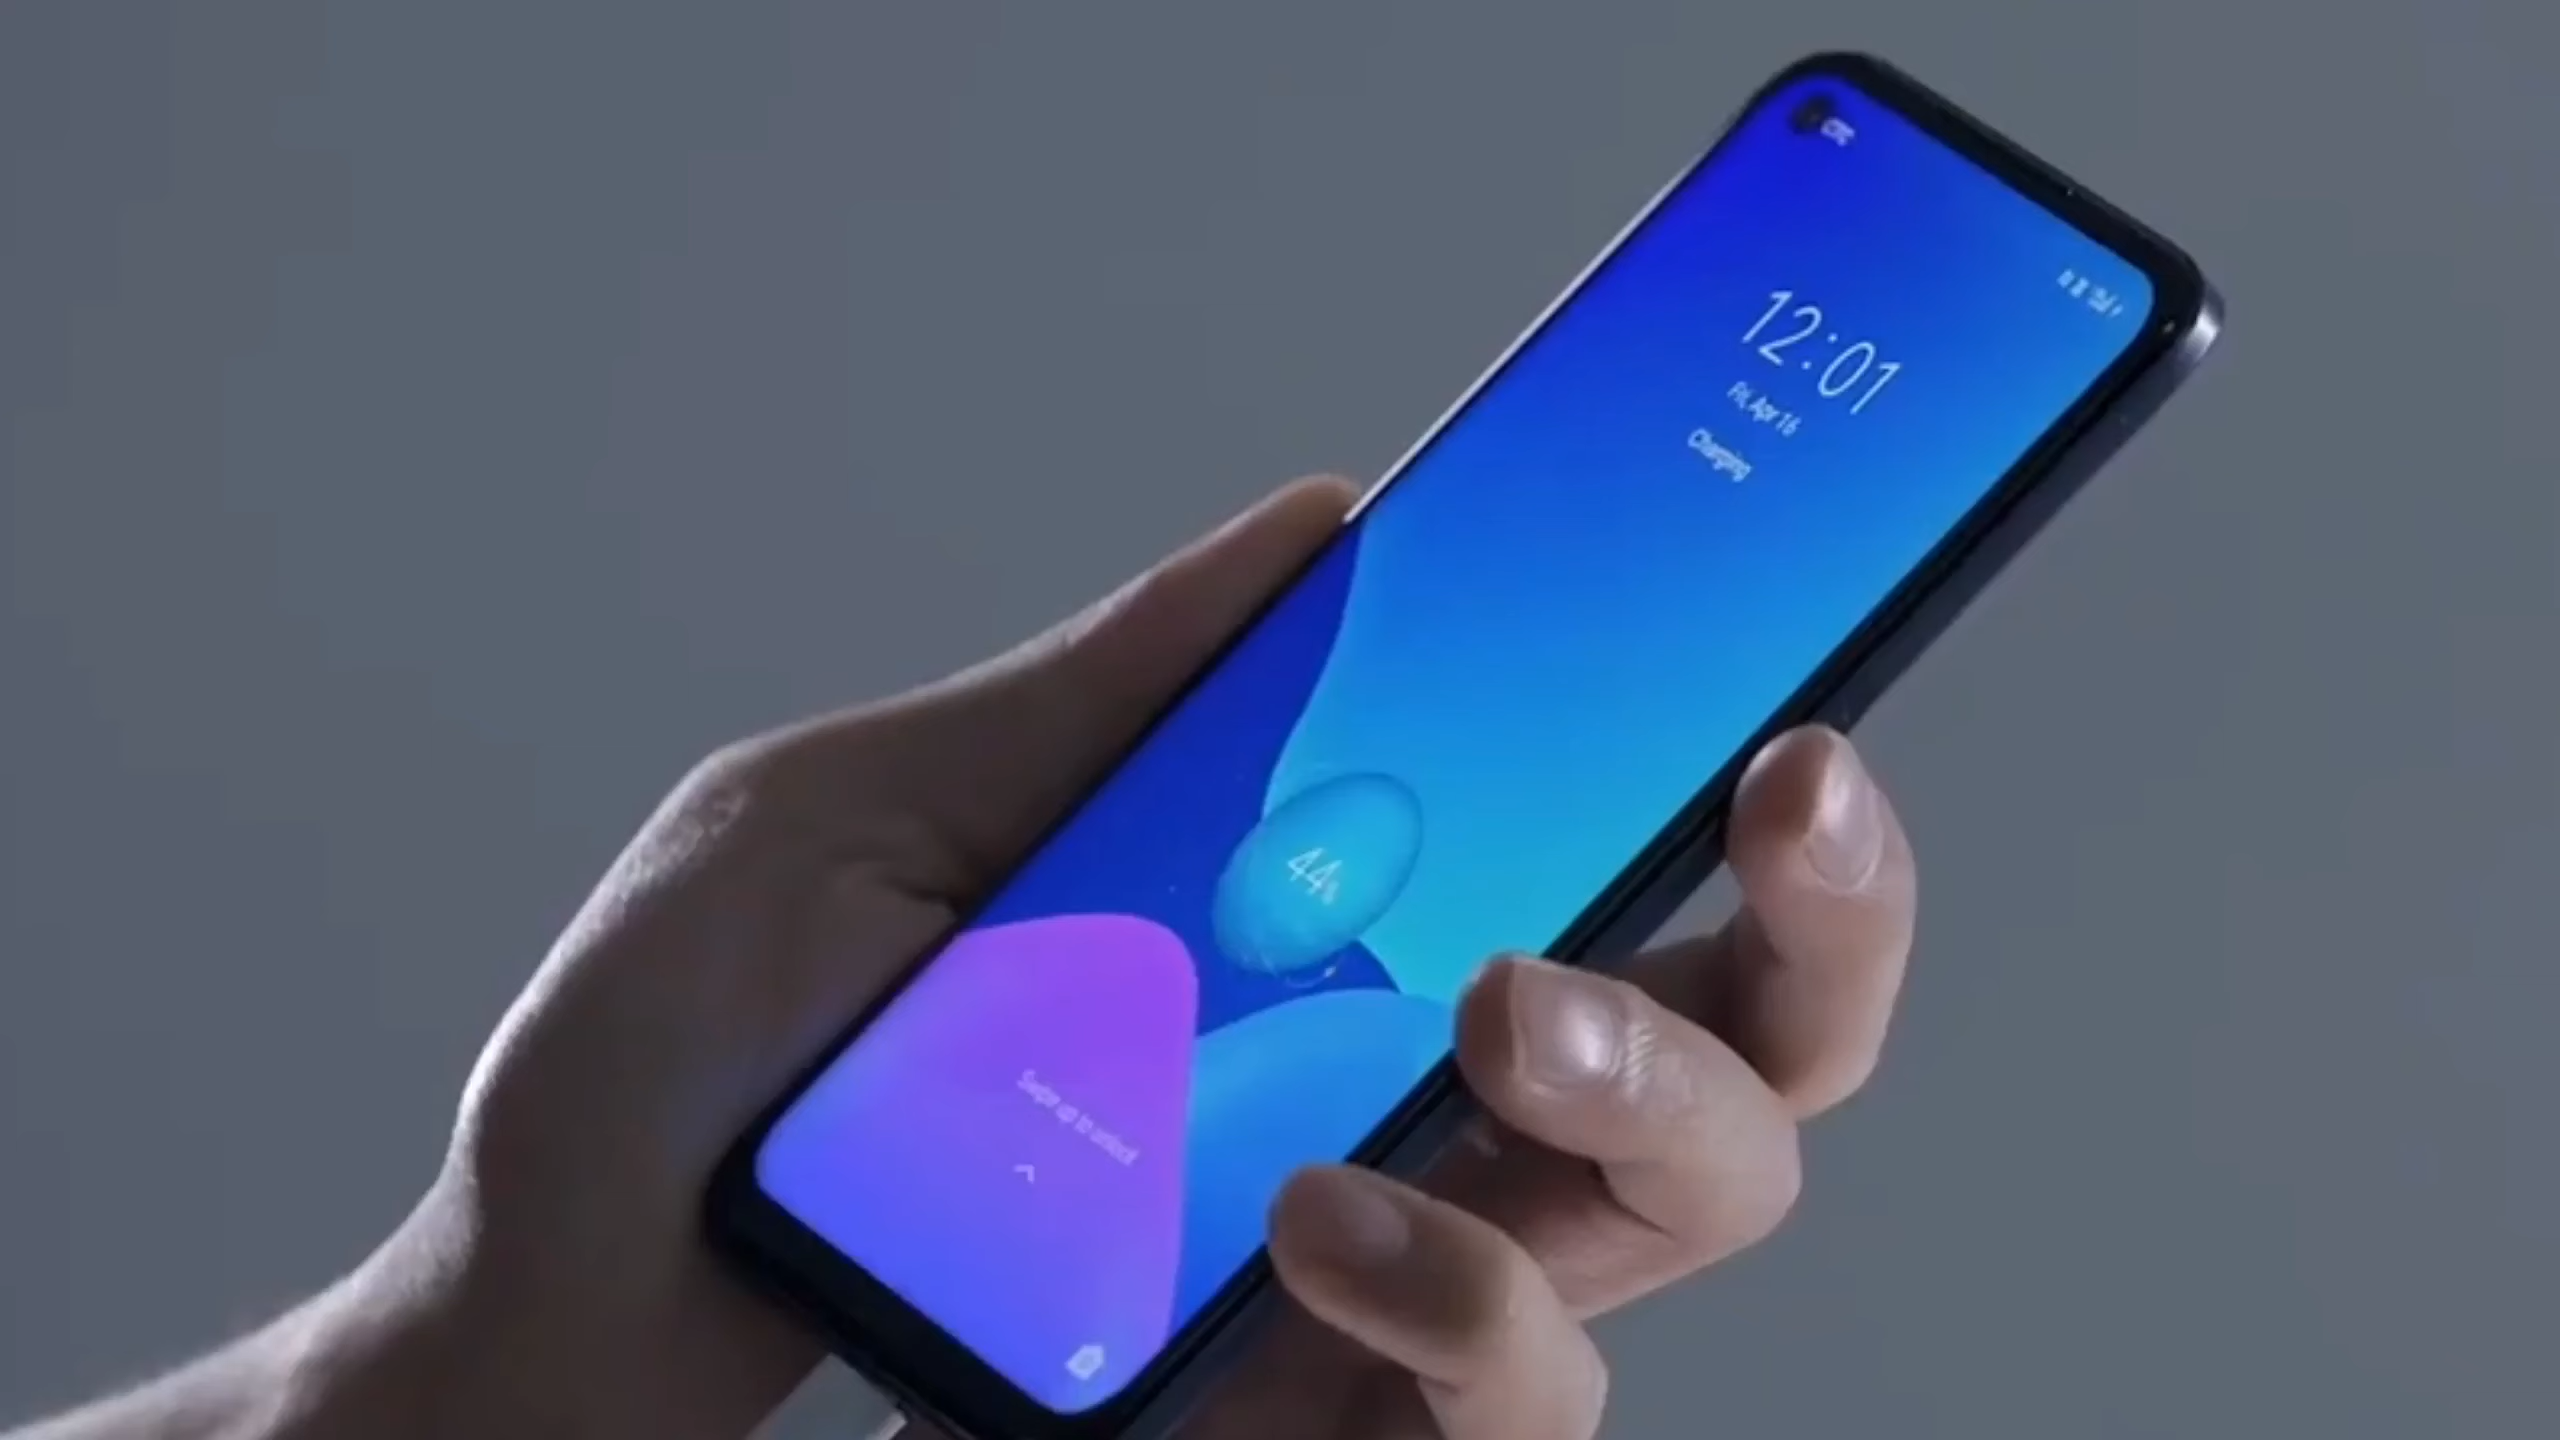 12:01
Fri, Apr 16
Charging
44%
Swipe up to unlock